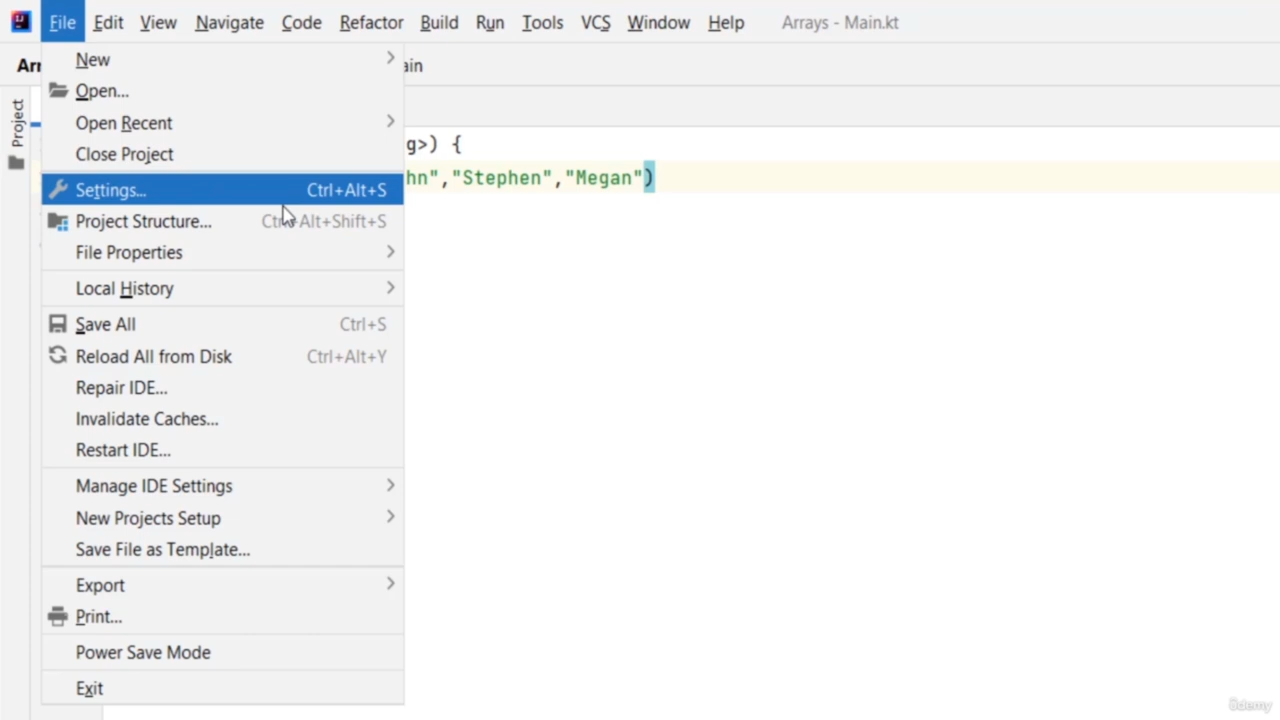 File Edit View Navigate Code Refactor Build Run Tools VCS Window Help Arrays - Main.kt
Arr
ain
Project
New
Open...
Open Recent
Close Project
Settings... Ctrl+Alt+S
Project Structure... Ctrl+Alt+Shift+S
File Properties
Local History
Save All Ctrl+S
Reload All from Disk Ctrl+Alt+Y
Repair IDE...
Invalidate Caches...
Restart IDE...
Manage IDE Settings
New Projects Setup
Save File as Template...
Export
Print...
Power Save Mode
Exit
g>) {
hn","Stephen","Megan")
ûdemy